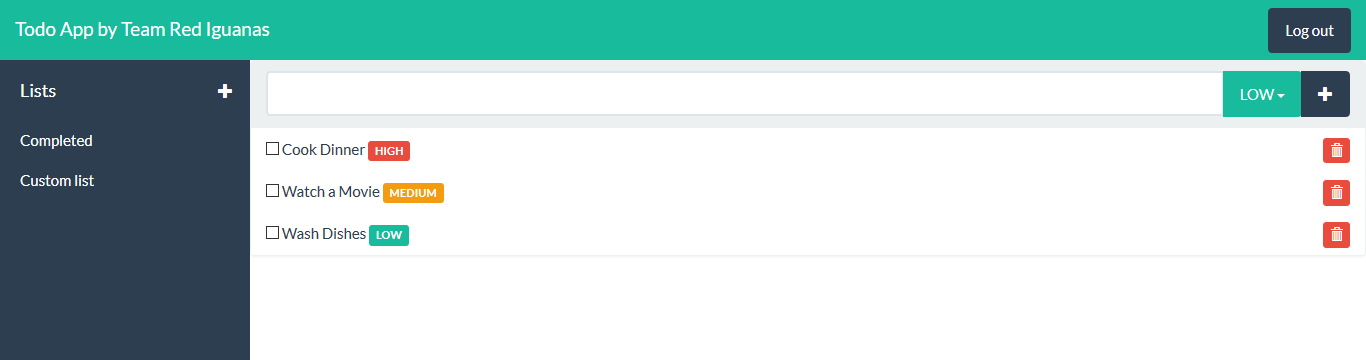 Todo App by Team Red Iguanas
Log out
Lists
LOW
Completed
Cook Dinner HIGH
Custom list
Watch a Movie MEDIUM
Wash Dishes LOW